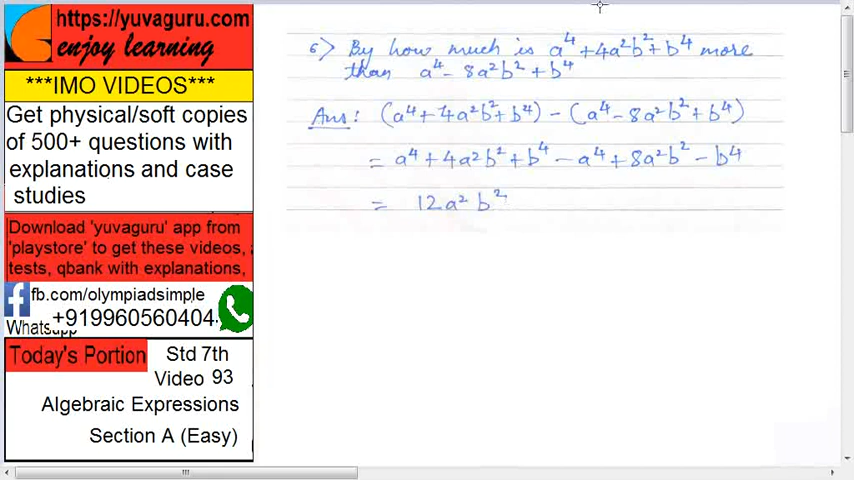 https://yuvaguru.com
enjoy learning
***IMO VIDEOS***
Get physical/soft copies
of 500+ questions with
explanations and case
studies
Download 'yuvaguru' app from
'playstore' to get these videos,
tests, qbank with explanations,
fb.com/olympiadsimple
Whatsapp +919960560404
Today's Portion
Std 7th
Video 93
Algebraic Expressions
Section A (Easy)
6) By how much is a⁴ + 4a²b² + b⁴ more
than a⁴ - 8a²b² + b⁴
Ans: (a⁴ + 4a²b² + b⁴) - (a⁴ - 8a²b² + b⁴)
= a⁴ + 4a²b² + b⁴ - a⁴ + 8a²b² - b⁴
= 12a²b²